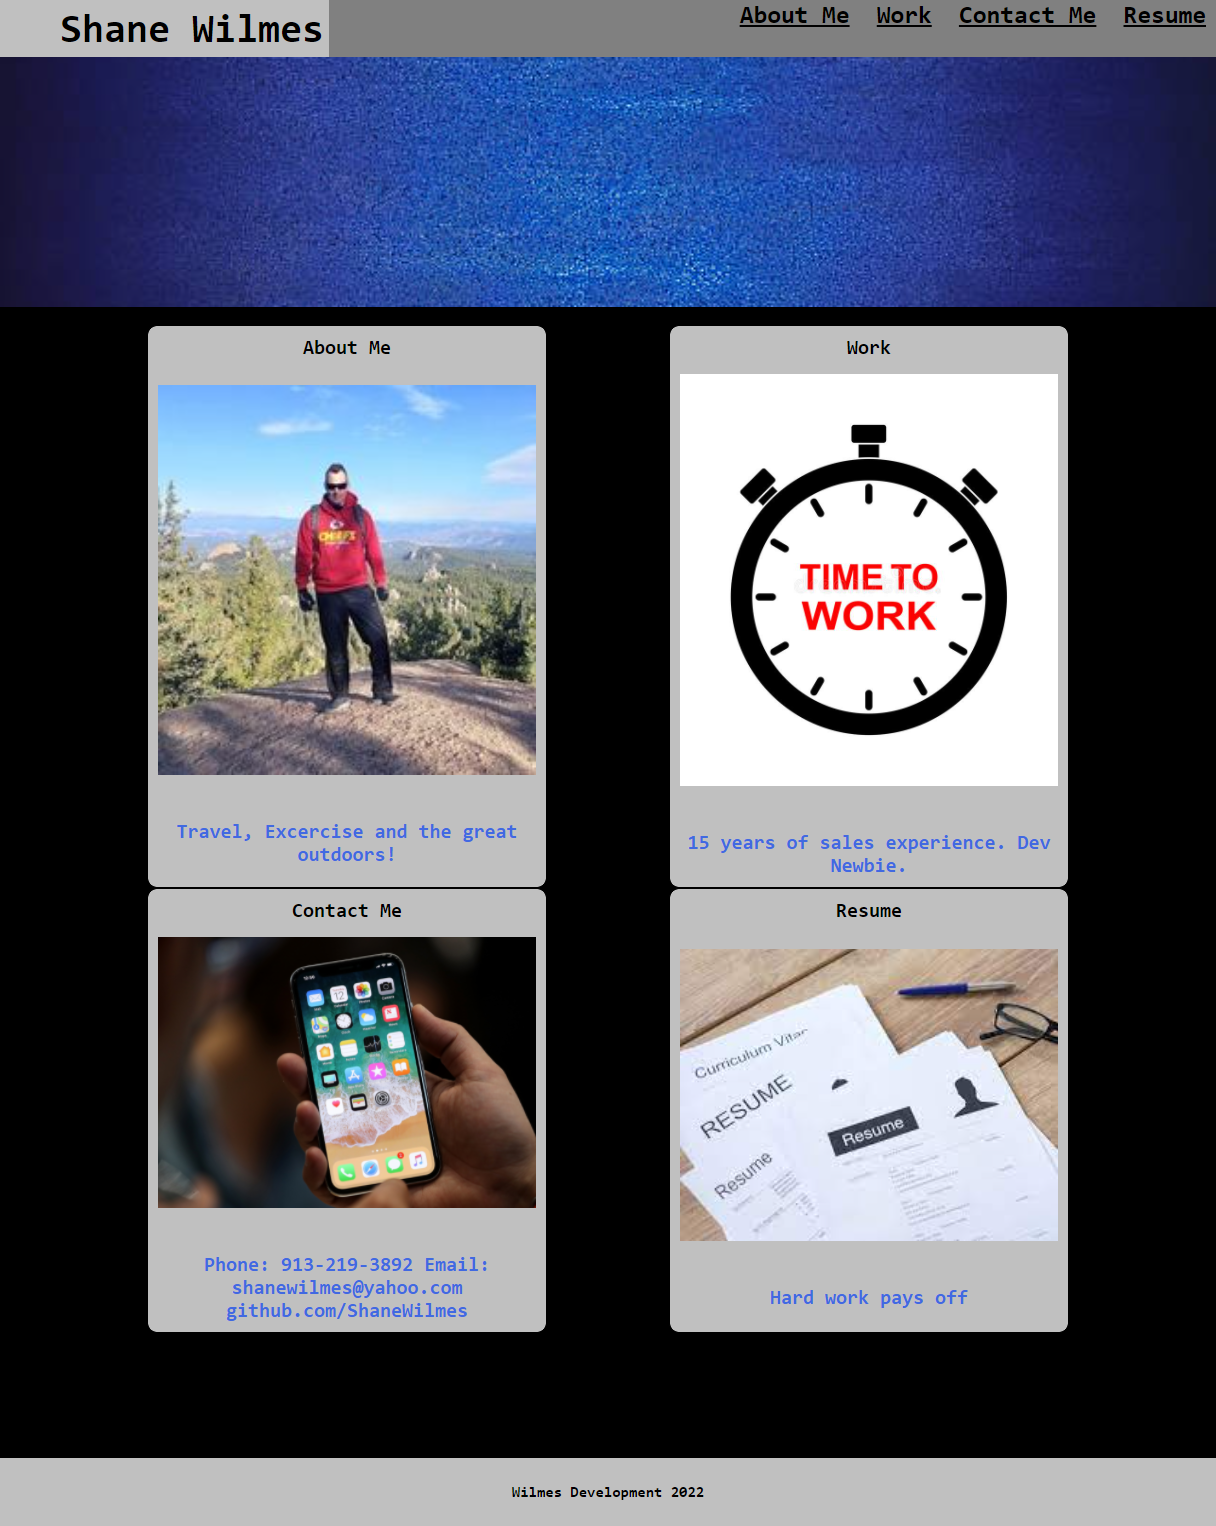 Shane Wilmes
About Me Work Contact Me Resume
About Me
CHIEFS
Travel, Excercise and the great
outdoors!
Work
TIME TO
WORK
15 years of sales experience. Dev
Newbie.
Contact Me
12
Phone: 913-219-3892 Email:
shanewilmes@yahoo.com
github.com/ShaneWilmes
Resume
Curriculum Vitae
RESUME
Resume
Resume
Hard work pays off
Wilmes Development 2022